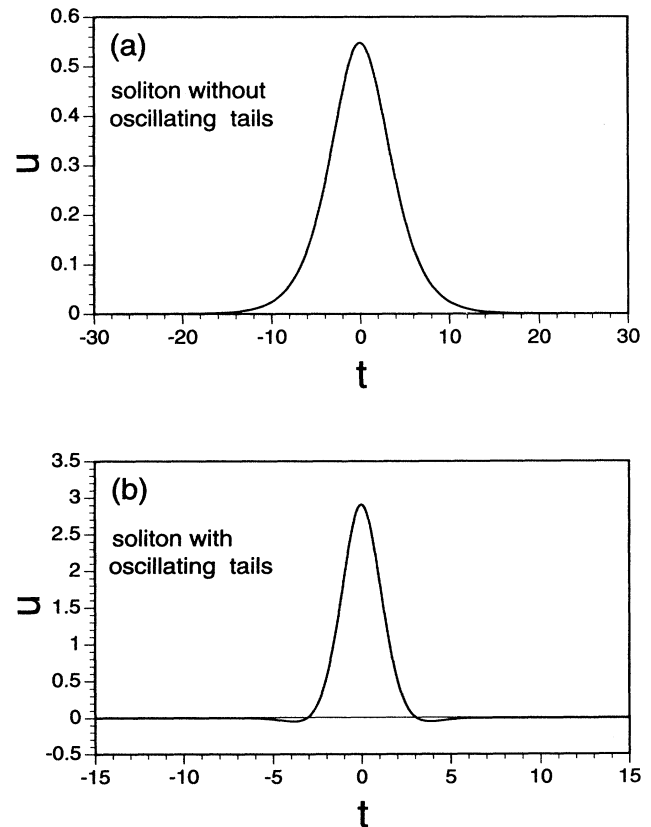 (a)
soliton without
oscillating tails
u
0.6
0.5
0.4
0.3
0.2
0.1
0
-30 -20 -10 0 10 20 30
t
(b)
soliton with
oscillating tails
u
3.5
3
2.5
2
1.5
1
0.5
0
-0.5
-15 -10 -5 0 5 10 15
t